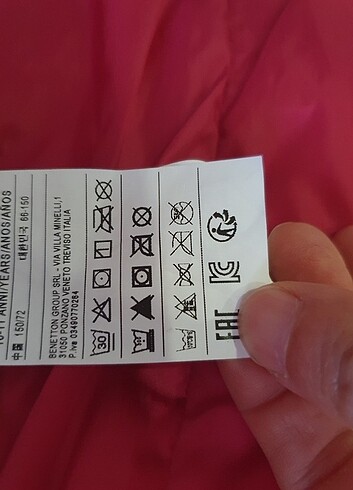 10-11 ANNI/YEARS/ANOS/AÑOS
대한민국 66-150
中国 150/72
BENETTON GROUP SRL - VIA VILLA MINELLI,1
31050 PONZANO VENETO TREVISO ITALIA
P. Iva 03490770264
30
EAC